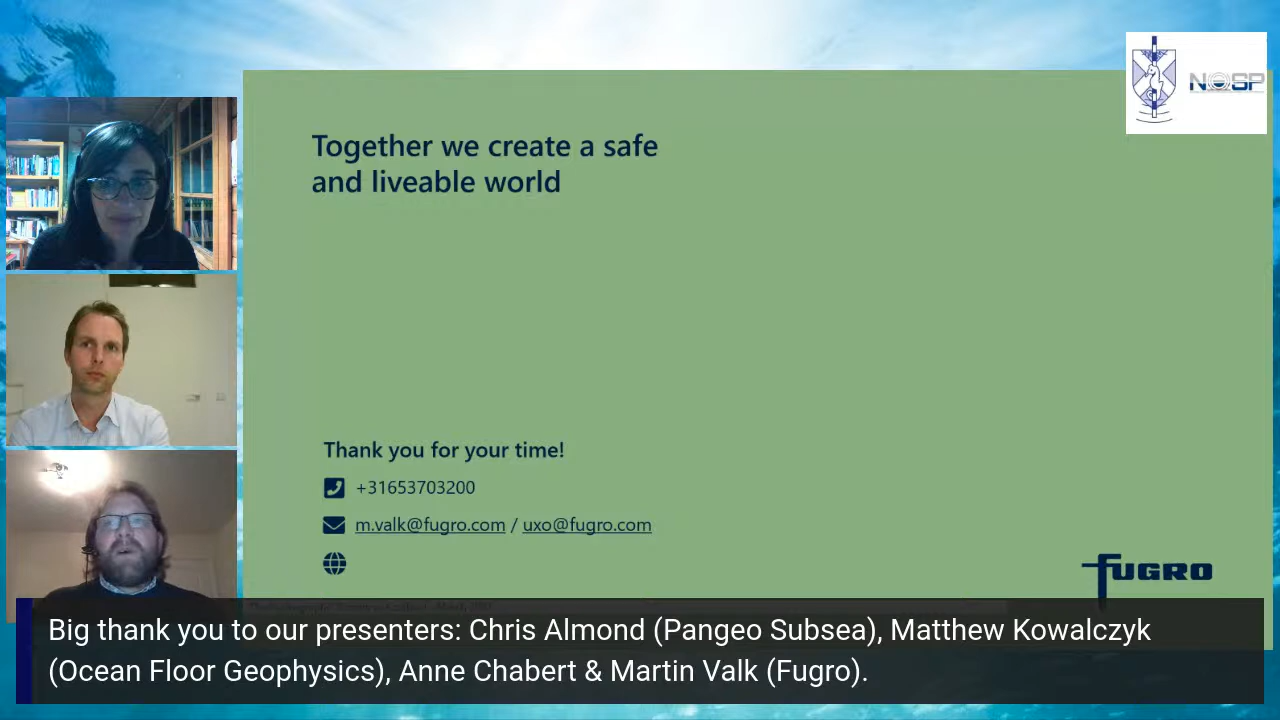 NOSP
Together we create a safe
and liveable world
Thank you for your time!
+31653703200
m.valk@fugro.com / uxo@fugro.com
FUGRO
Big thank you to our presenters: Chris Almond (Pangeo Subsea), Matthew Kowalczyk
(Ocean Floor Geophysics), Anne Chabert & Martin Valk (Fugro).